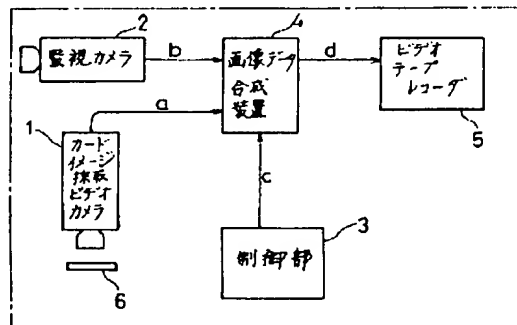 2
監視カメラ
b
4
画像データ
合成
装置
d
ビデオ
テープ
レコーダ
5
a
1
カード
イメージ
採取
ビデオ
カメラ
6
c
3
制御部